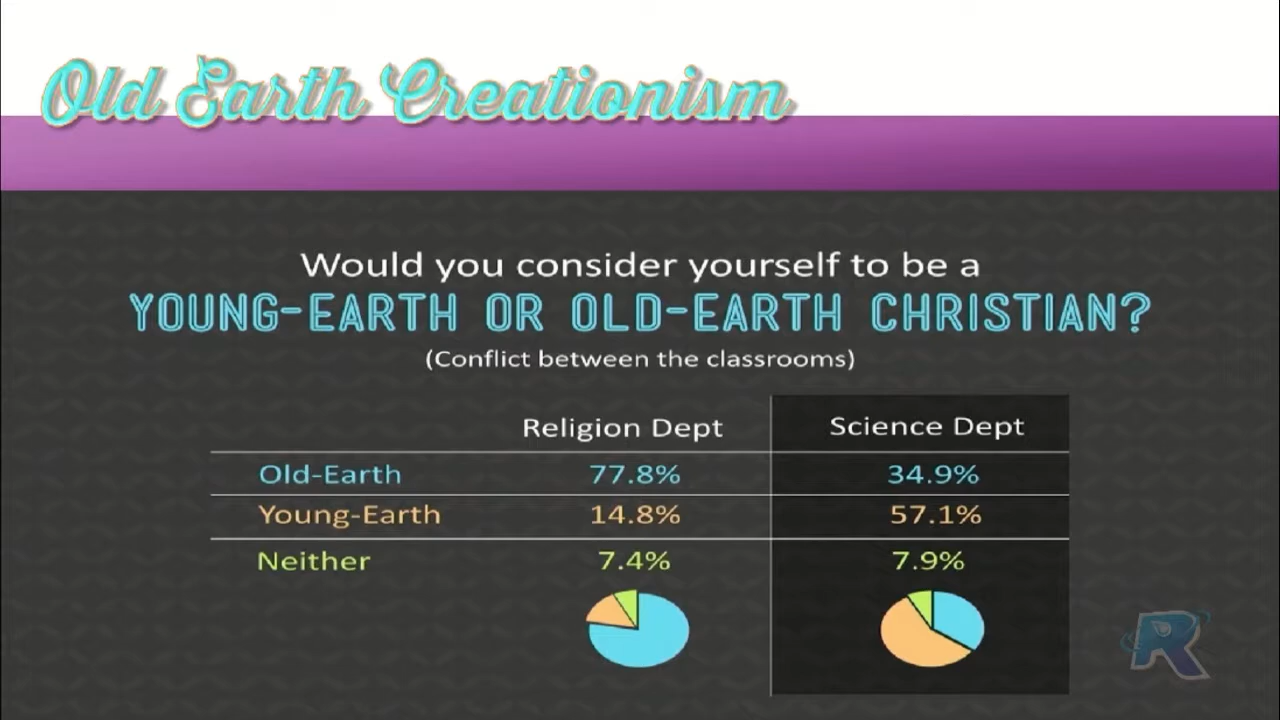 Old Earth Creationism
Would you consider yourself to be a
YOUNG-EARTH OR OLD-EARTH CHRISTIAN?
(Conflict between the classrooms)
Religion Dept Science Dept
Old-Earth 77.8% 34.9%
Young-Earth 14.8% 57.1%
Neither 7.4% 7.9%
R